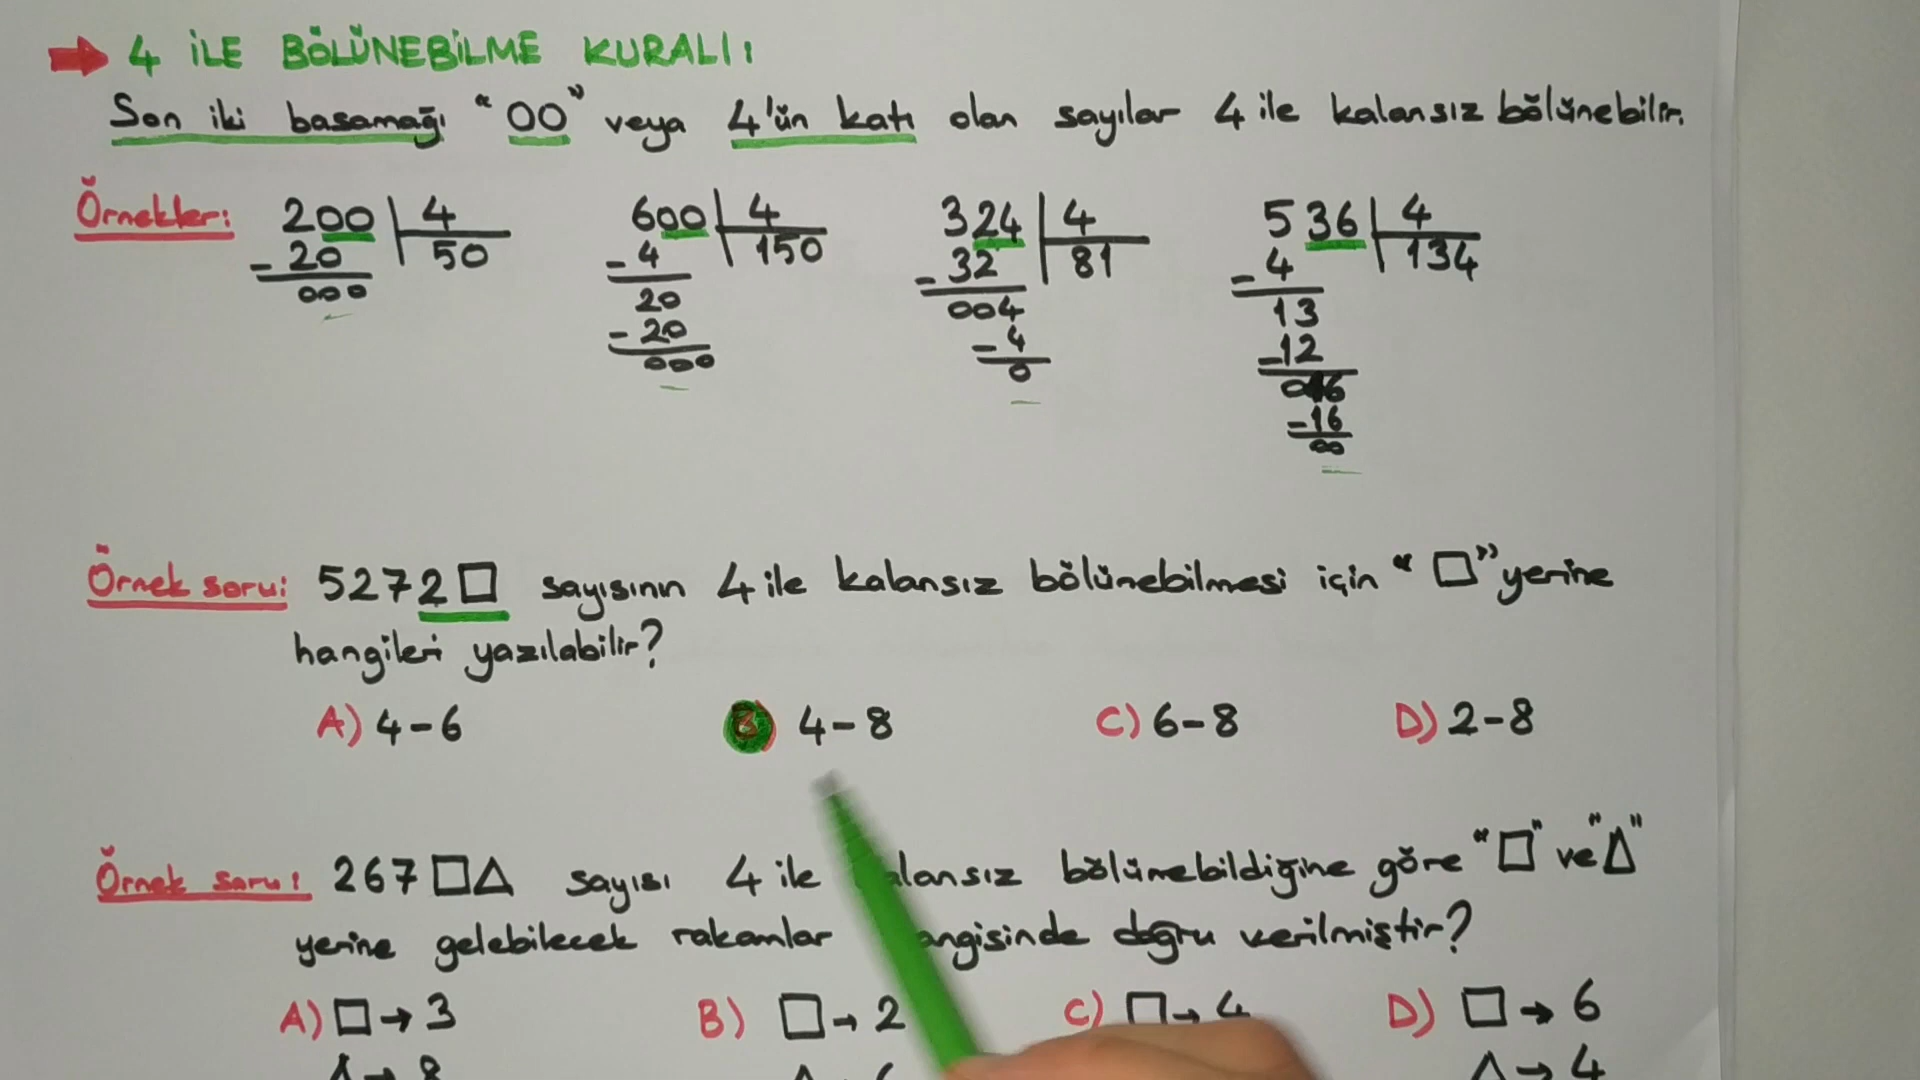 4 İLE BÖLÜNEBİLME KURALI:
Son iki basamağı "00" veya 4'ün katı olan sayılar 4 ile kalansız bölünebilir.
Örnekler:
200 | 4
- 20 50
000
600 | 4
- 4 150
20
- 20
000
324 | 4
- 32 81
004
- 4
0
536 | 4
- 4 134
13
- 12
016
- 16
00
Örnek soru: 5272□ sayısının 4 ile kalansız bölünebilmesi için "□" yerine
hangileri yazılabilir?
A) 4-6 B) 4-8 C) 6-8 D) 2-8
Örnek soru: 267□△ sayısı 4 ile bölünebildiğine göre "□" ve "△"
yerine gelebilecek rakamlar doğru verilmiştir?
A) □→3 B) □→2 C) □→4 D) □→6
△→8 △→4